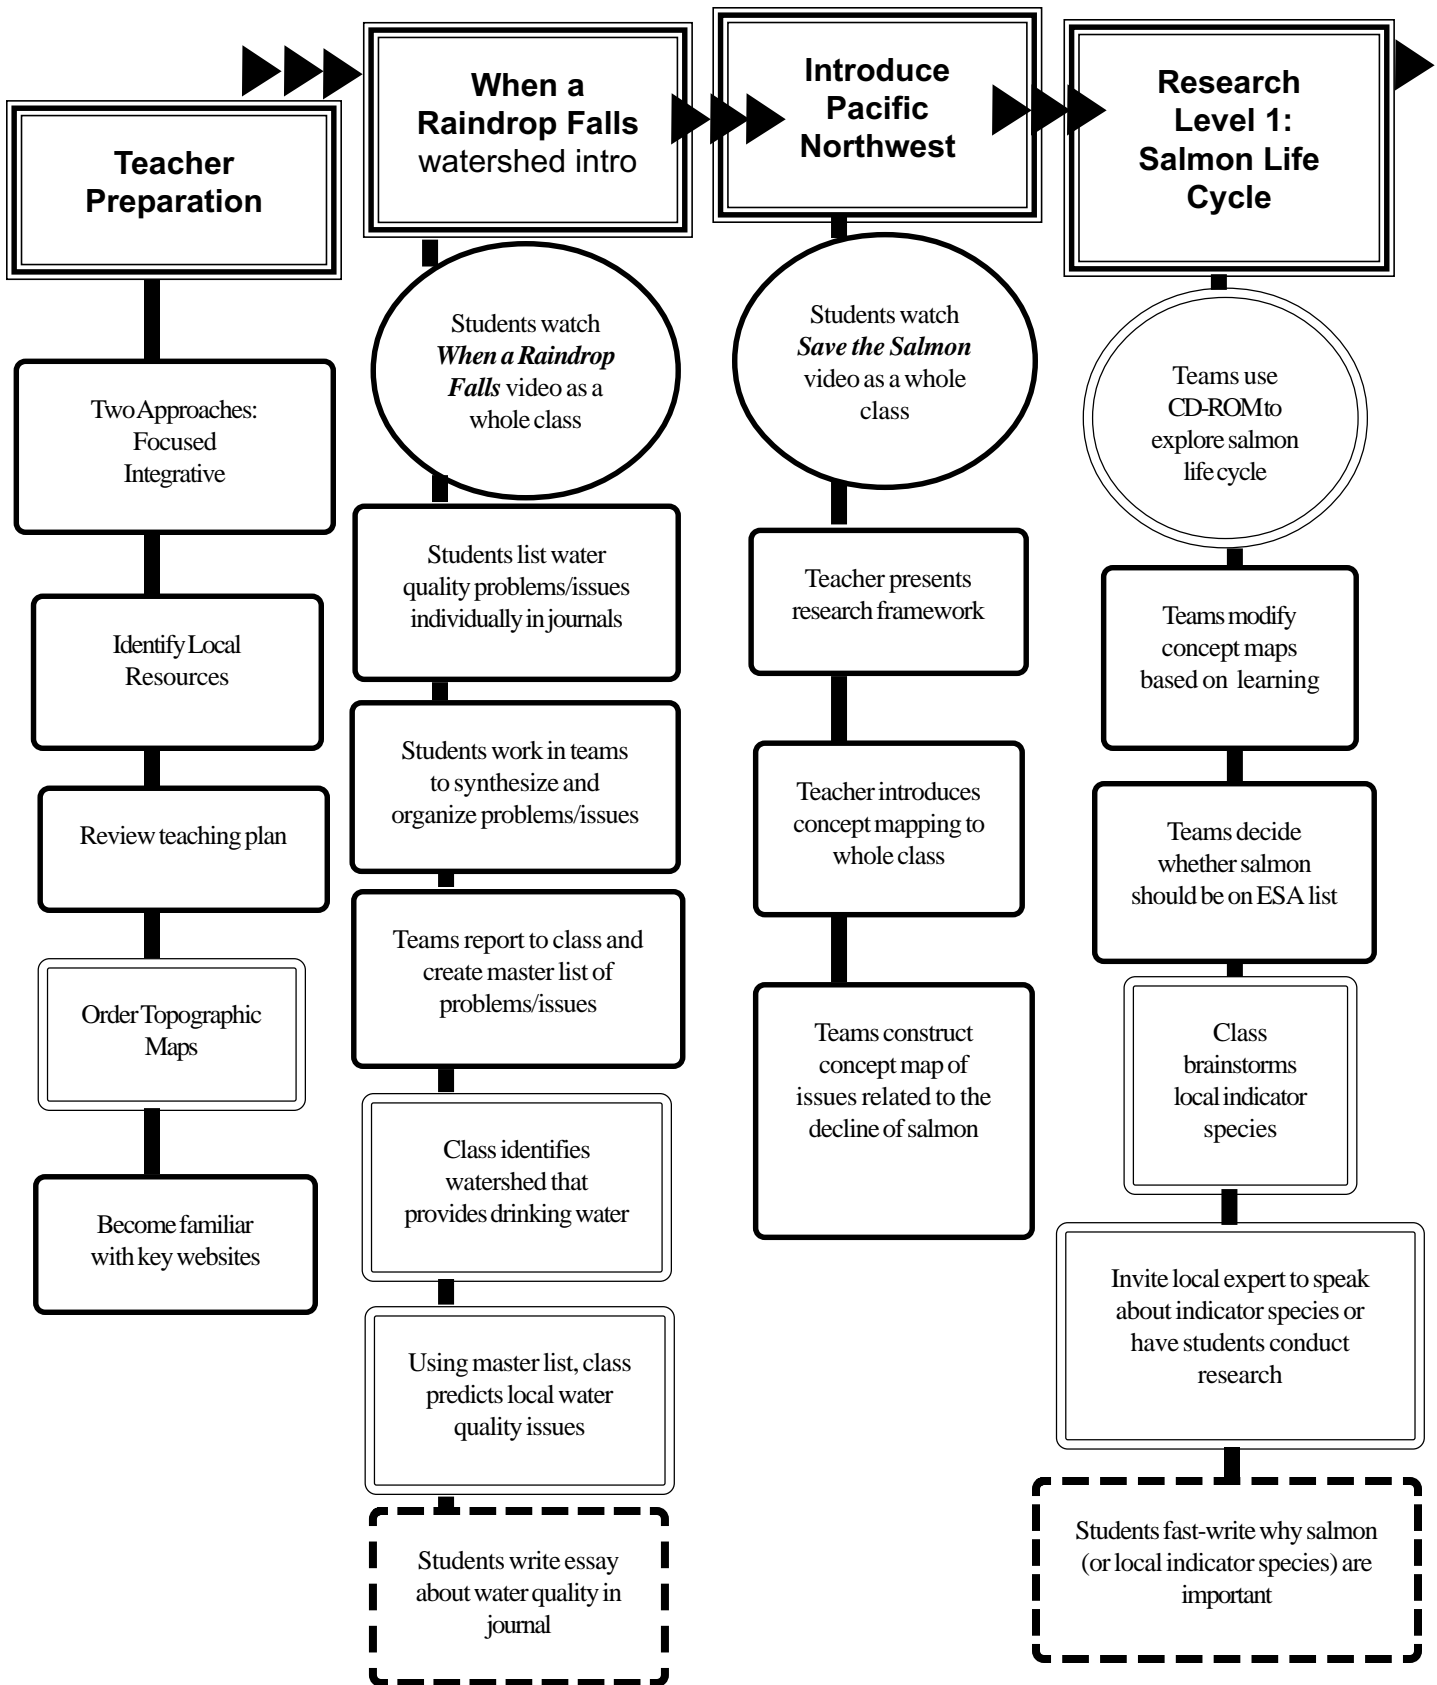 Teacher
Preparation
Two Approaches:
Focused
Integrative
Identify Local
Resources
Review teaching plan
Order Topographic
Maps
Become familiar
with key websites
When a
Raindrop Falls
watershed intro
Students watch
When a Raindrop
Falls video as a
whole class
Students list water
quality problems/issues
individually in journals
Students work in teams
to synthesize and
organize problems/issues
Teams report to class and
create master list of
problems/issues
Class identifies
watershed that
provides drinking water
Using master list, class
predicts local water
quality issues
Students write essay
about water quality in
journal
Introduce
Pacific
Northwest
Students watch
Save the Salmon
video as a whole
class
Teacher presents
research framework
Teacher introduces
concept mapping to
whole class
Teams construct
concept map of
issues related to the
decline of salmon
Research
Level 1:
Salmon Life
Cycle
Teams use
CD-ROM to
explore salmon
life cycle
Teams modify
concept maps
based on learning
Teams decide
whether salmon
should be on ESA list
Class
brainstorms
local indicator
species
Invite local expert to speak
about indicator species or
have students conduct
research
Students fast-write why salmon
(or local indicator species) are
important